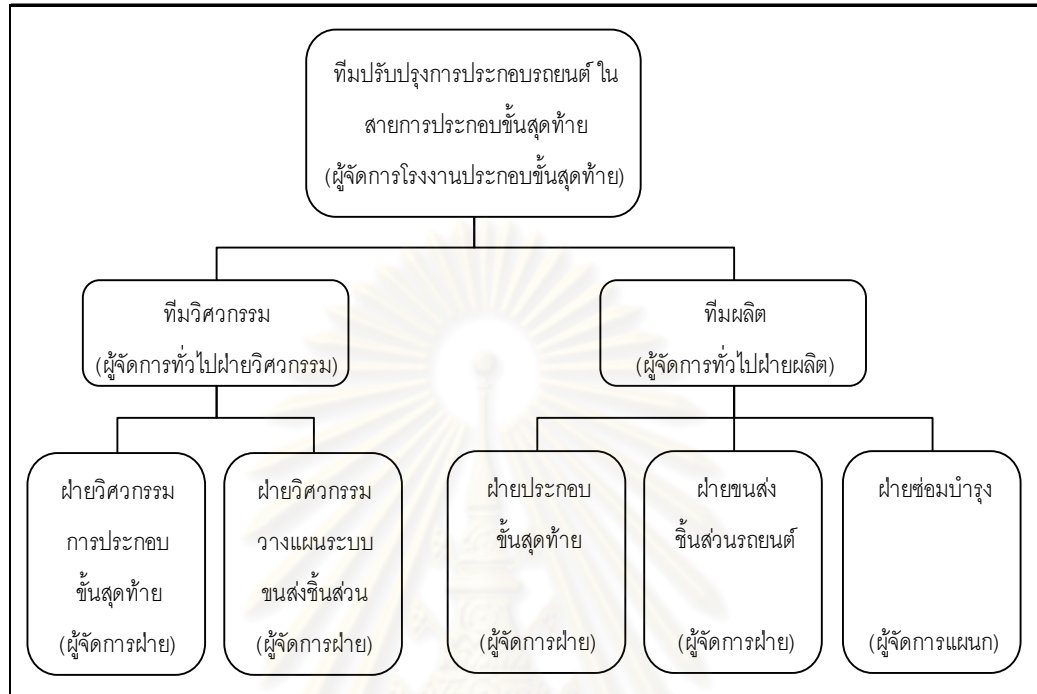 ทีมปรับปรุงการประกอบรถยนต์ ใน
สายการประกอบขั้นสุดท้าย
(ผู้จัดการโรงงานประกอบขั้นสุดท้าย)
ทีมวิศวกรรม
(ผู้จัดการทั่วไปฝ่ายวิศวกรรม)
ทีมผลิต
(ผู้จัดการทั่วไปฝ่ายผลิต)
ฝ่ายวิศวกรรม
การประกอบ
ขั้นสุดท้าย
(ผู้จัดการฝ่าย)
ฝ่ายวิศวกรรม
วางแผนระบบ
ขนส่งชิ้นส่วน
(ผู้จัดการฝ่าย)
ฝ่ายประกอบ
ขั้นสุดท้าย
(ผู้จัดการฝ่าย)
ฝ่ายขนส่ง
ชิ้นส่วนรถยนต์
(ผู้จัดการฝ่าย)
ฝ่ายซ่อมบำรุง
(ผู้จัดการแผนก)